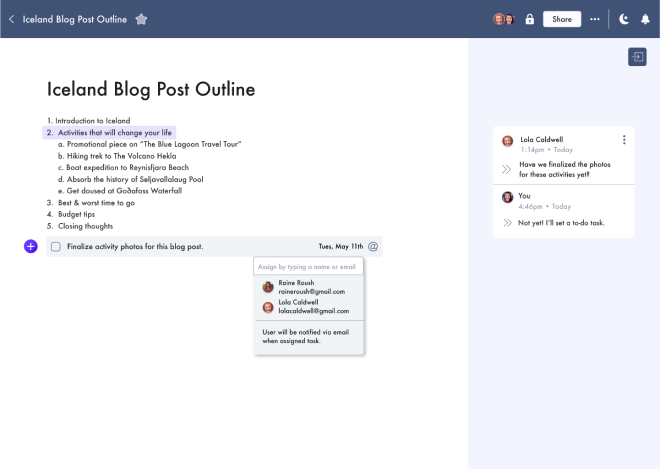 Iceland Blog Post Outline
Share
Iceland Blog Post Outline
1. Introduction to Iceland
2. Activities that will change your life
a. Promotional piece on “The Blue Lagoon Travel Tour”
b. Hiking trek to The Volcano Hekla
c. Boat expedition to Reynisfjara Beach
d. Absorb the history of Seljavallalaug Pool
e. Get doused at Goðafoss Waterfall
3. Best & worst time to go
4. Budget tips
5. Closing thoughts
Finalize activity photos for this blog post. Tues, May 11th @
Assign by typing a name or email
Raine Roush
raineroush@gmail.com
Lola Caldwell
lolacaldwell@gmail.com
User will be notified via email
when assigned task.
Lola Caldwell
1:14pm • Today
Have we finalized the photos
for these activities yet?
You
4:46pm • Today
Not yet! I’ll set a to-do task.